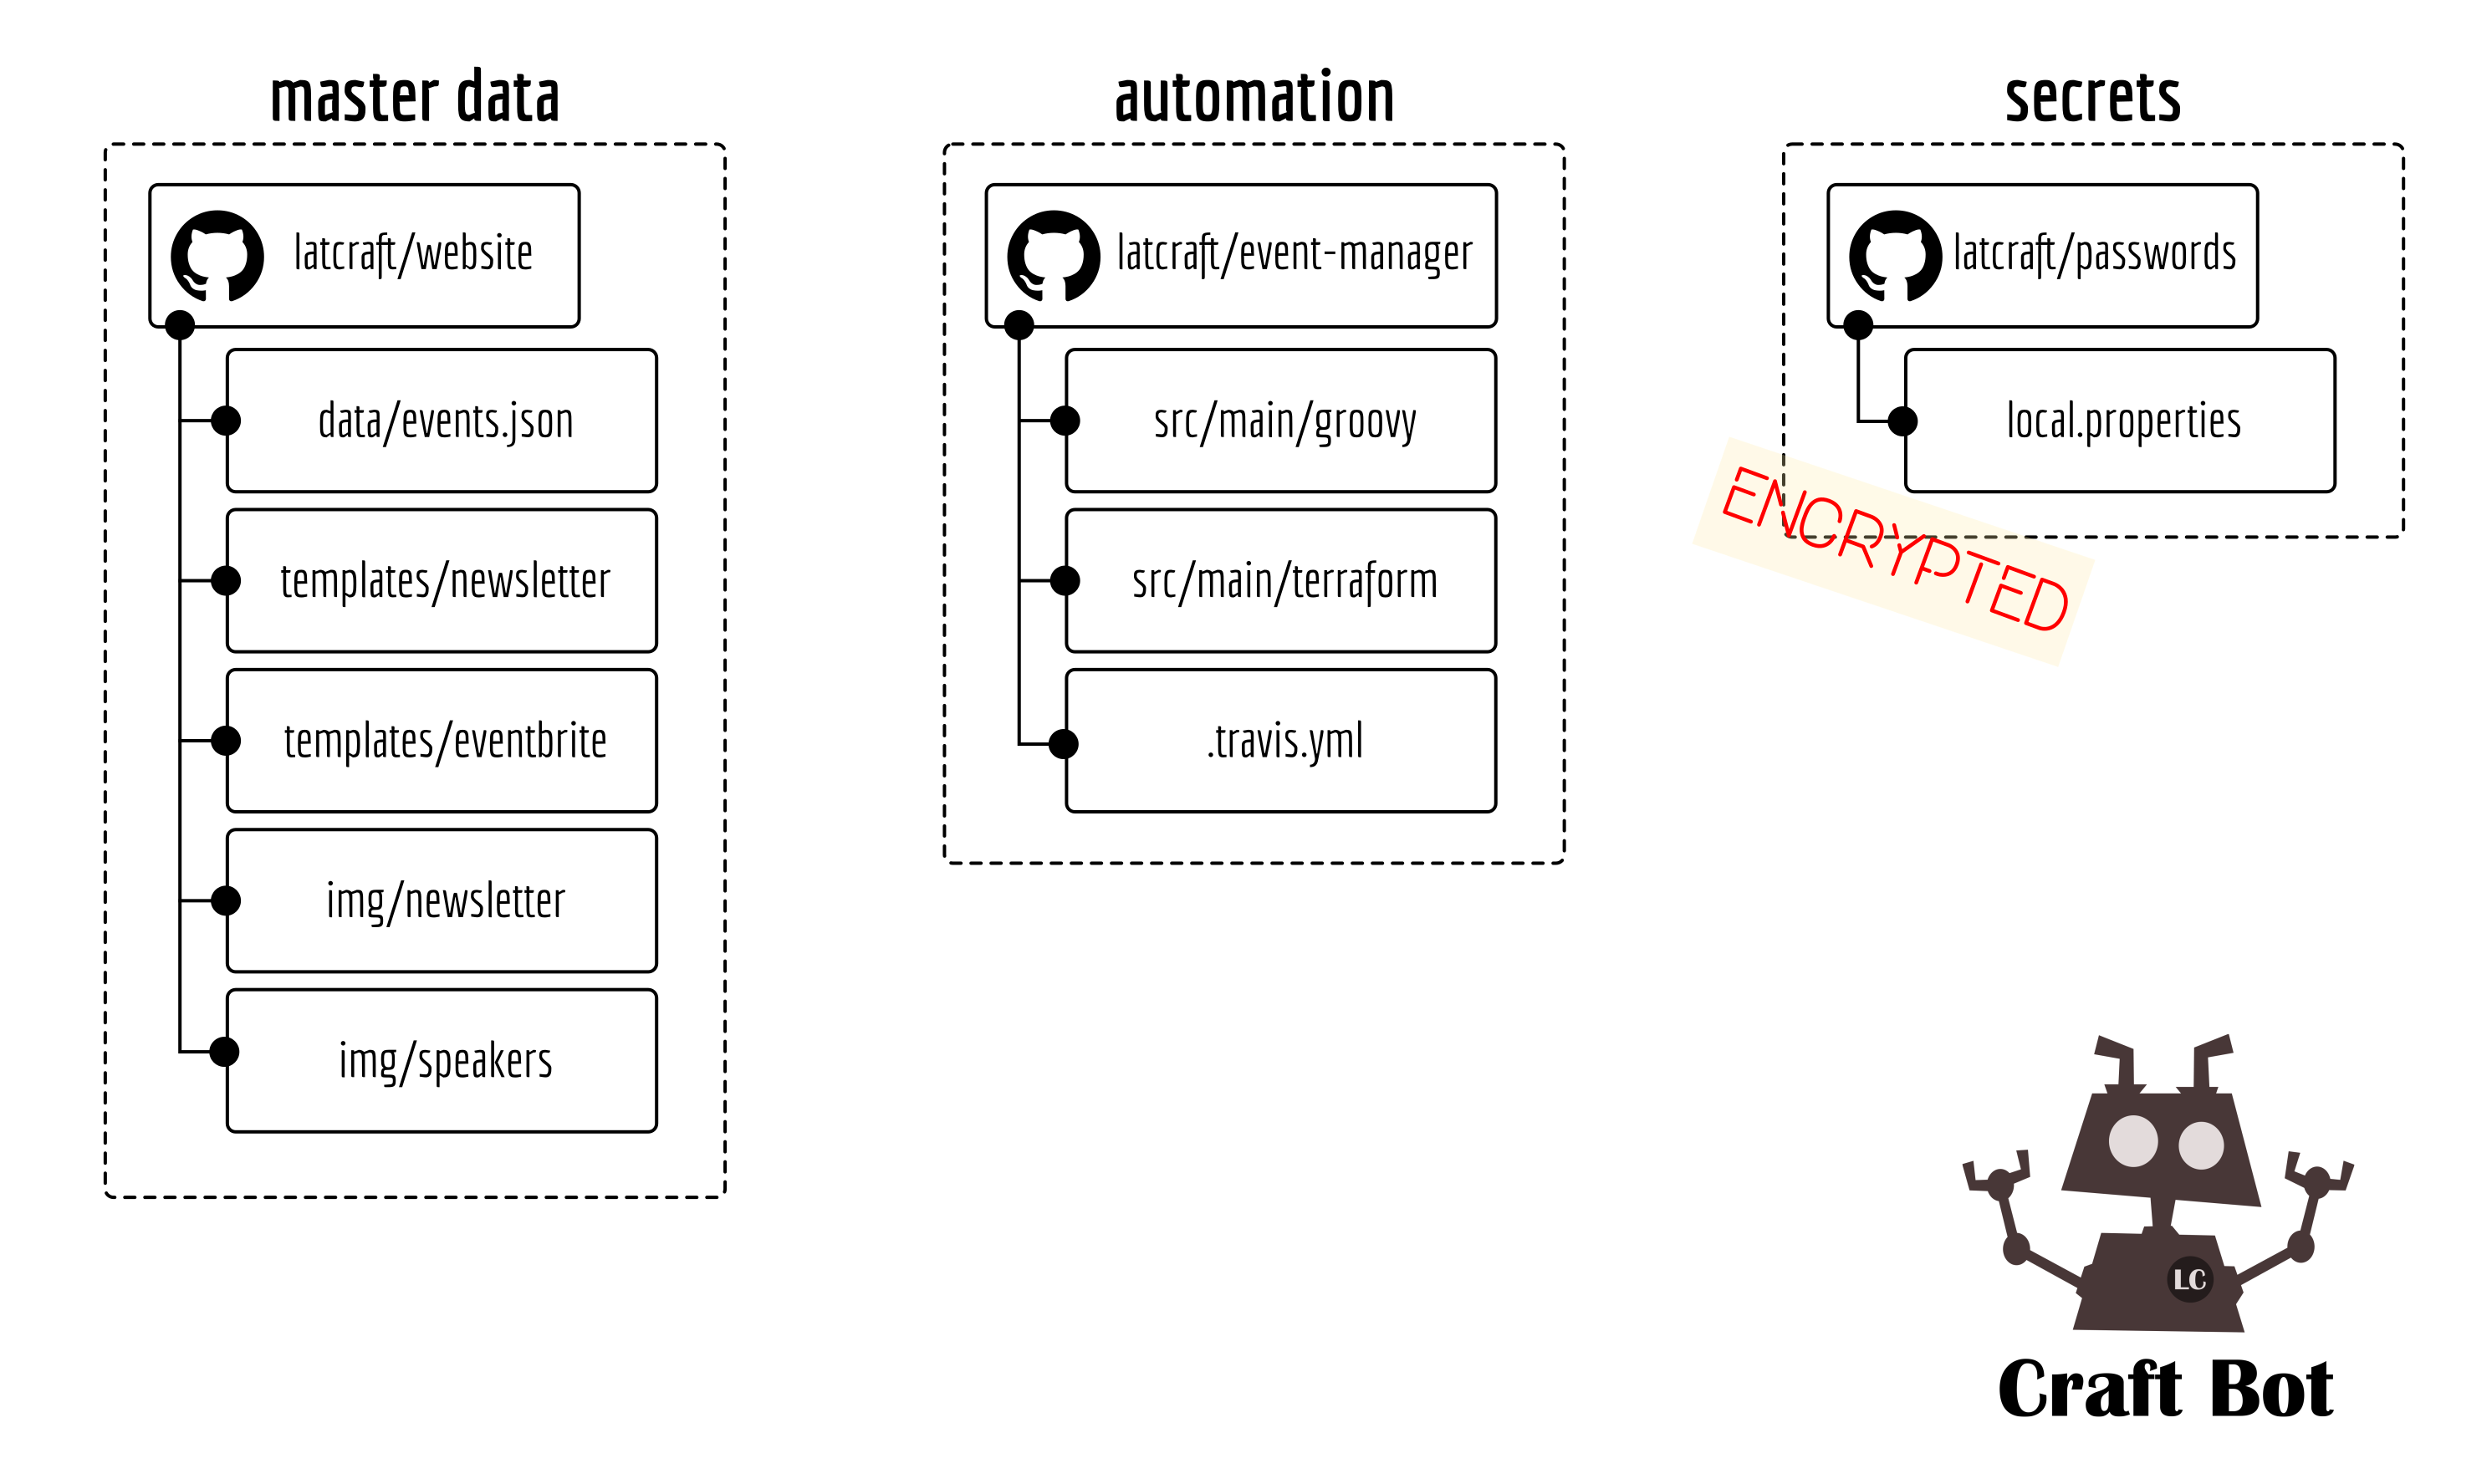 master data
latcraft/website
data/events.json
templates/newsletter
templates/eventbrite
img/newsletter
img/speakers
automation
latcraft/event-manager
src/main/groovy
src/main/terraform
.travis.yml
secrets
latcraft/passwords
local.properties
ENCRYPTED
LC
Craft Bot